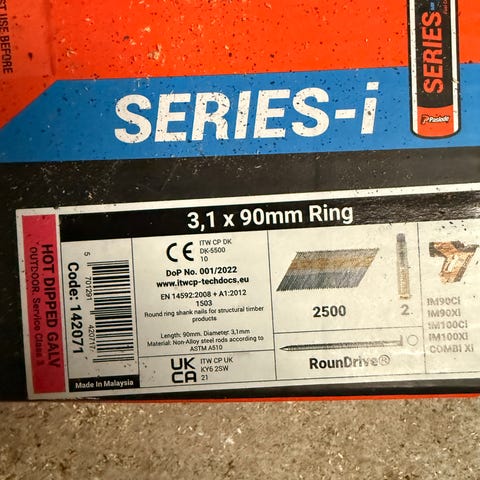 ST USE BEFORE
SERIES
Paslode
SERIES-i
3,1 x 90mm Ring
HOT DIPPED GALV
OUTDOOR, Service Class 3
Code: 142071
CE
ITW CP DK
DK-5500
10
DoP No. 001/2022
www.itwcp-techdocs.eu
EN 14592:2008 + A1:2012
1503
Round ring shank nails for structural timber
products
Length: 90mm. Diameter: 3,1mm
Material: Non-Alloy steel rods according to
ASTM A510
UK
CA
ITW CP UK
KY6 2SW
21
Made In Malaysia
2500
2
RounDrive®
IM90Ci
IM90Xi
IM100Ci
IM100Xi
COMBI Xi